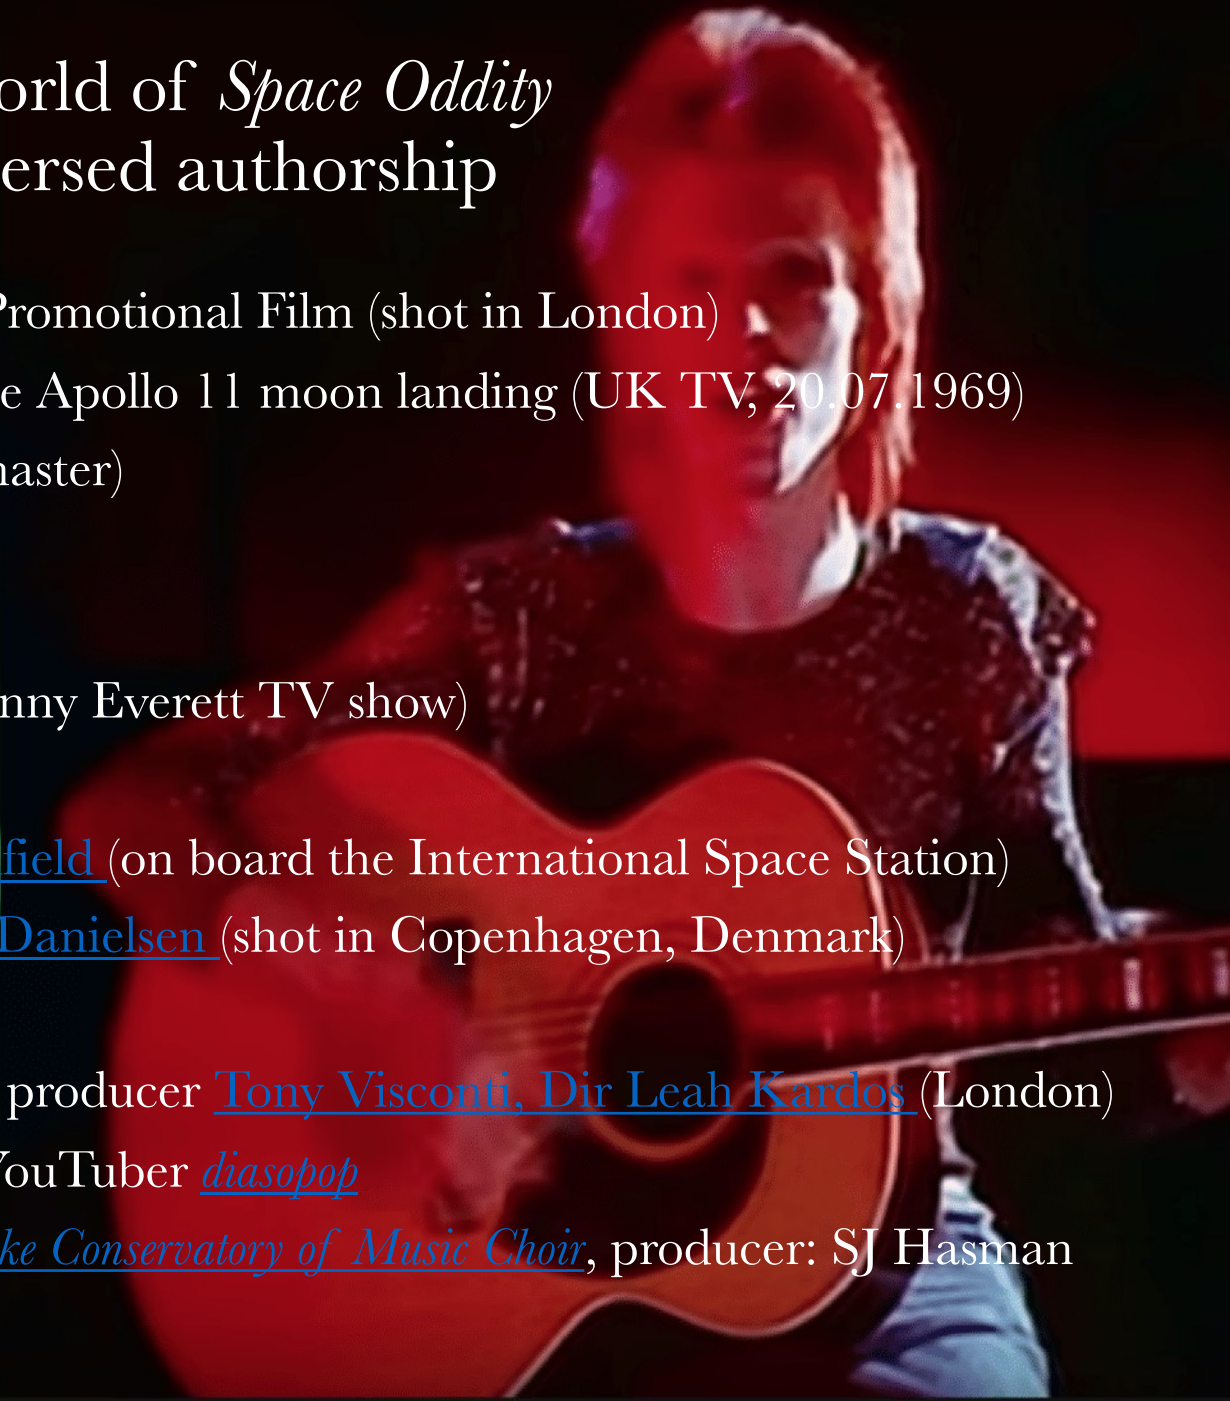 orld of Space Oddity
ersed authorship
Promotional Film (shot in London)
e Apollo 11 moon landing (UK TV, 20.07.1969)
naster)
nny Everett TV show)
field (on board the International Space Station)
Danielsen (shot in Copenhagen, Denmark)
producer Tony Visconti, Dir Leah Kardos (London)
YouTuber diasopop
ke Conservatory of Music Choir, producer: SJ Hasman